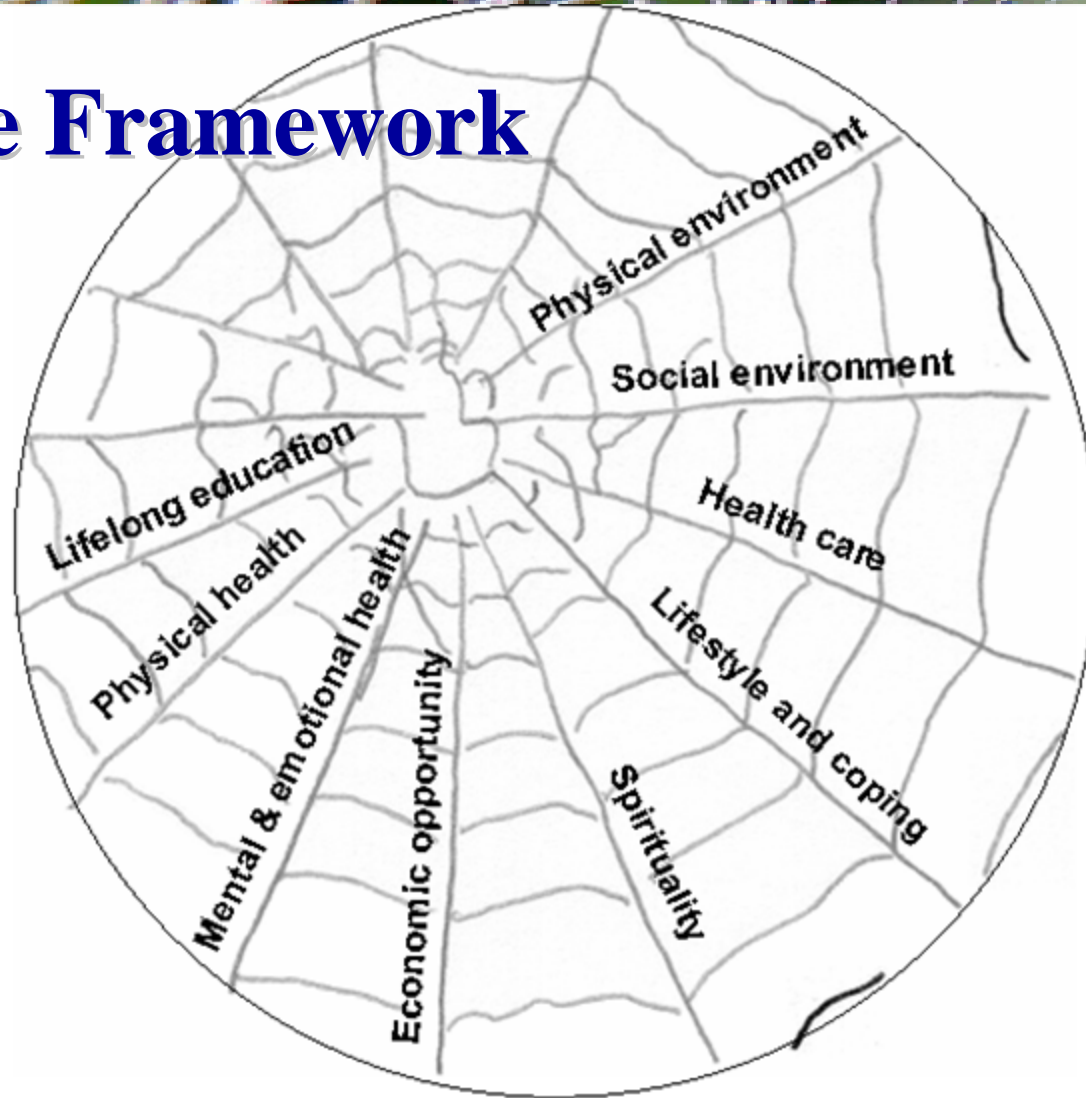 e Framework
Physical environment
Social environment
Health care
Lifestyle and coping
Spirituality
Economic opportunity
Mental & emotional health
Physical health
Lifelong education